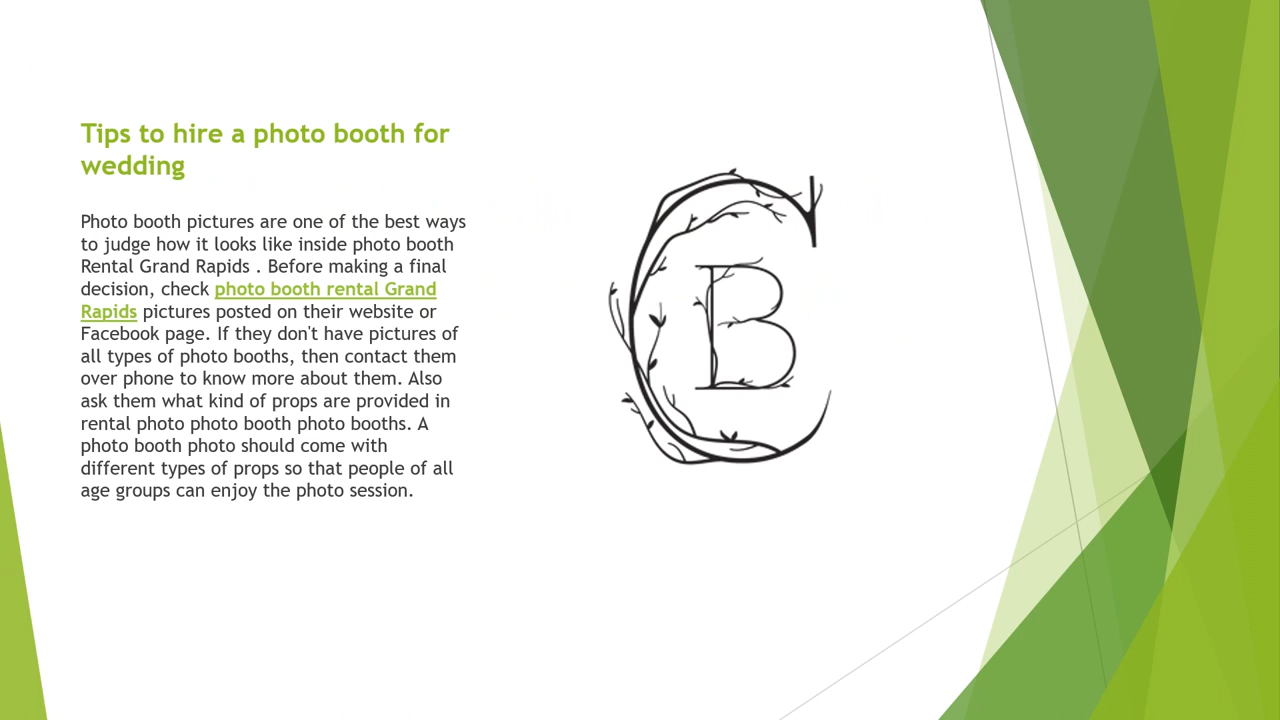 Tips to hire a photo booth for
wedding
Photo booth pictures are one of the best ways
to judge how it looks like inside photo booth
Rental Grand Rapids . Before making a final
decision, check photo booth rental Grand
Rapids pictures posted on their website or
Facebook page. If they don't have pictures of
all types of photo booths, then contact them
over phone to know more about them. Also
ask them what kind of props are provided in
rental photo photo booth photo booths. A
photo booth photo should come with
different types of props so that people of all
age groups can enjoy the photo session.
C
B